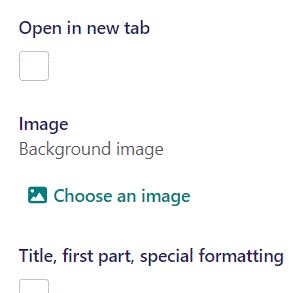 Open in new tab
Image
Background image
Choose an image
Title, first part, special formatting